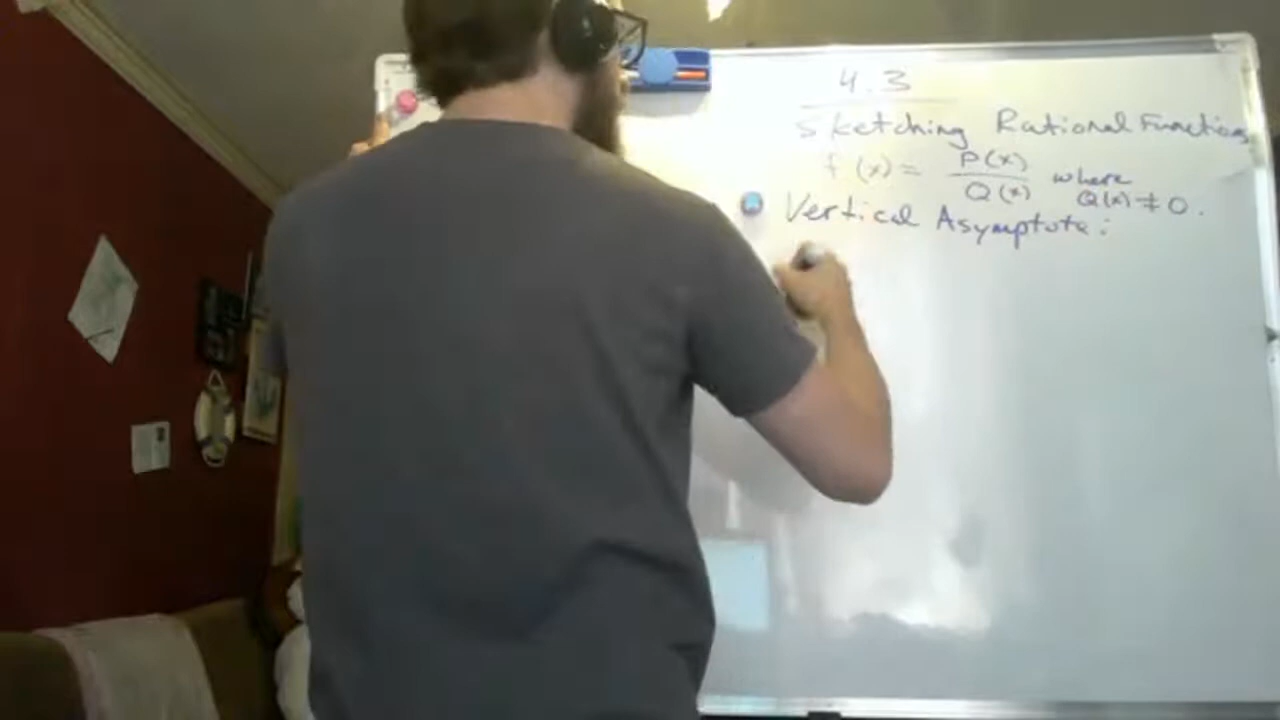 4.3
Sketching Rational Functions
f(x) = P(x)/Q(x) where Q(x) ≠ 0.
Vertical Asymptote: